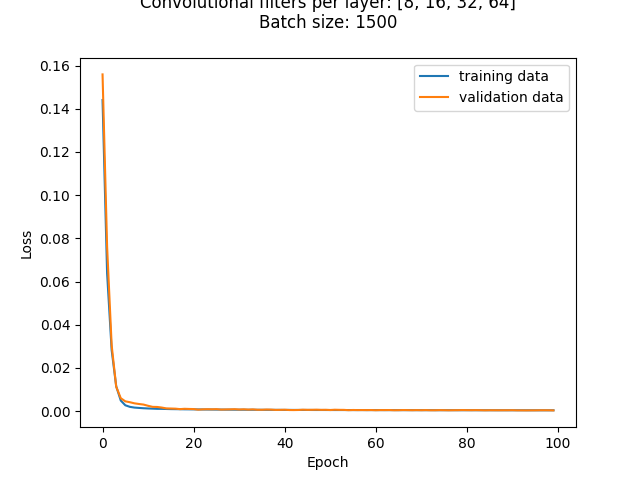 Convolutional filters per layer: [8, 16, 32, 64]
Batch size: 1500
training data
validation data
0.16
0.14
0.12
0.10
0.08
0.06
0.04
0.02
0.00
Loss
0 20 40 60 80 100
Epoch